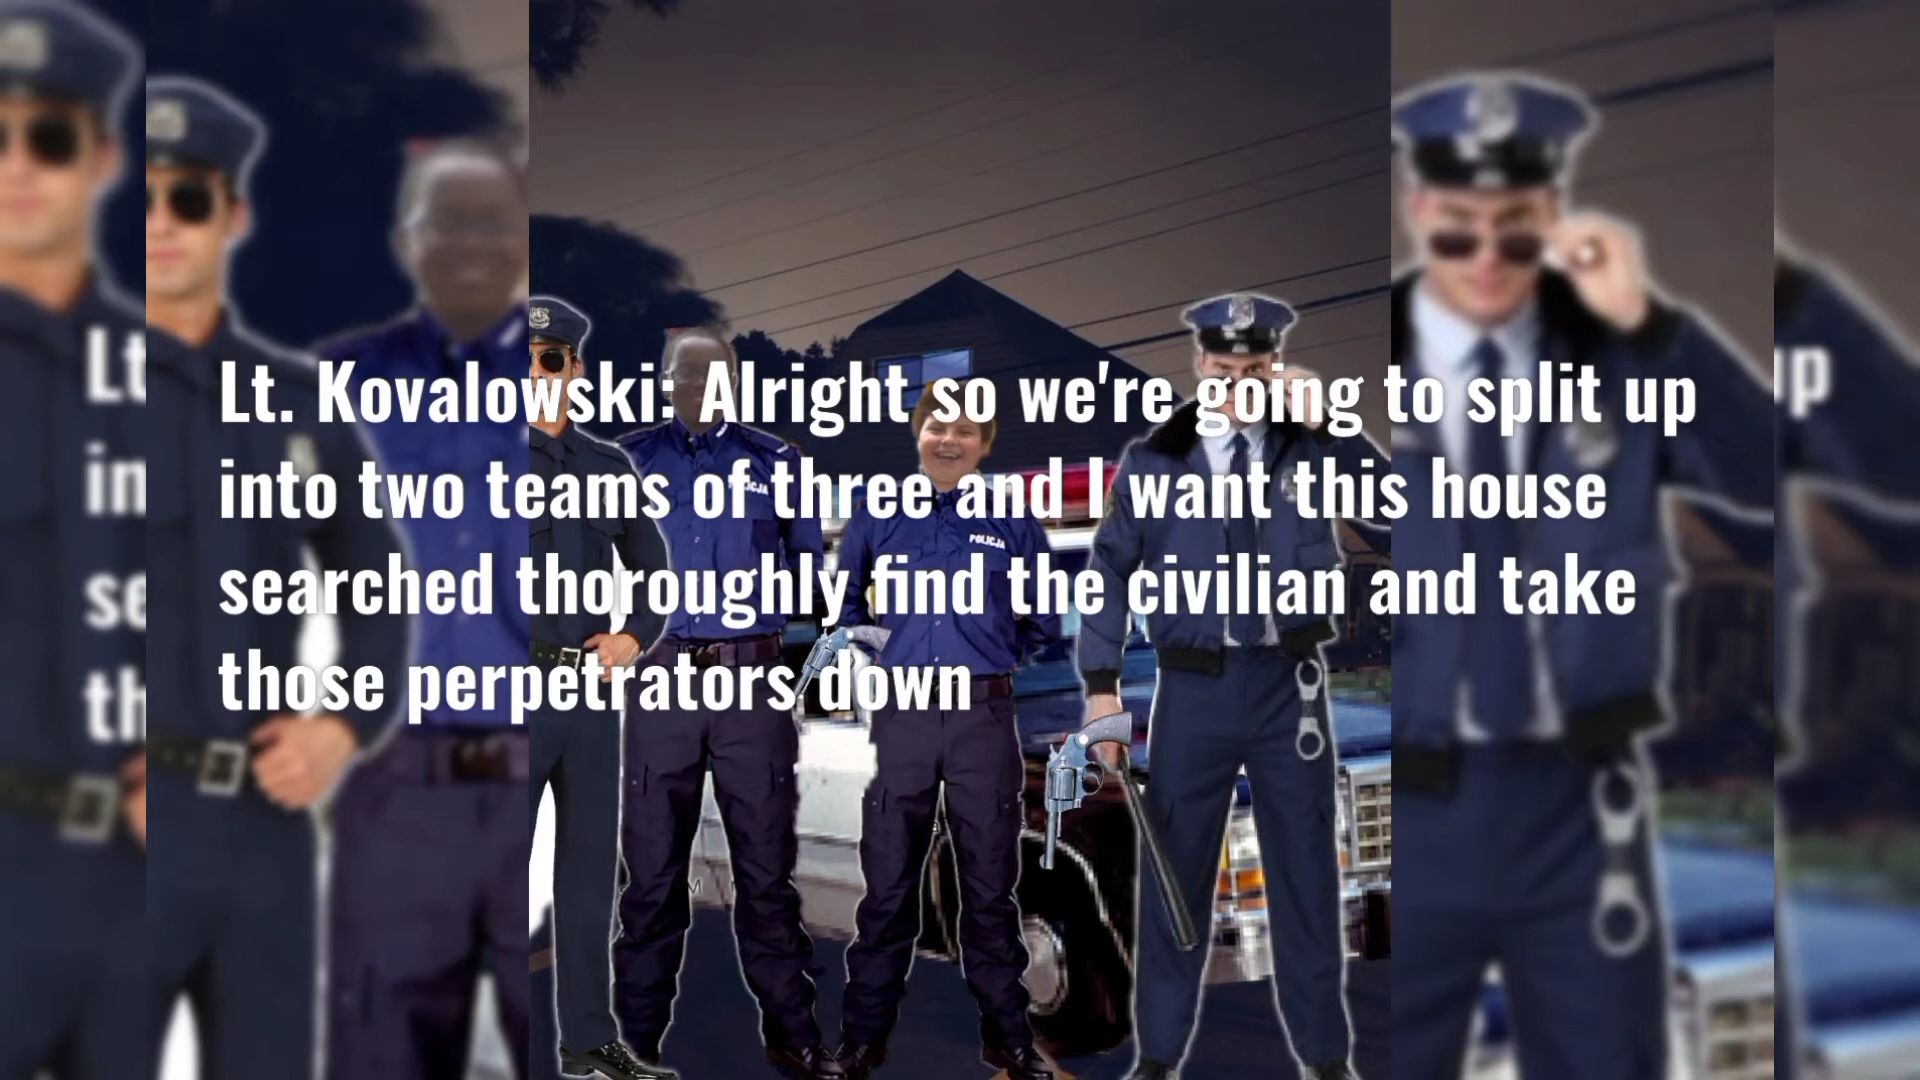 Lt. Kovalowski: Alright so we're going to split up
into two teams of three and I want this house
searched thoroughly find the civilian and take
those perpetrators down
POLICJA